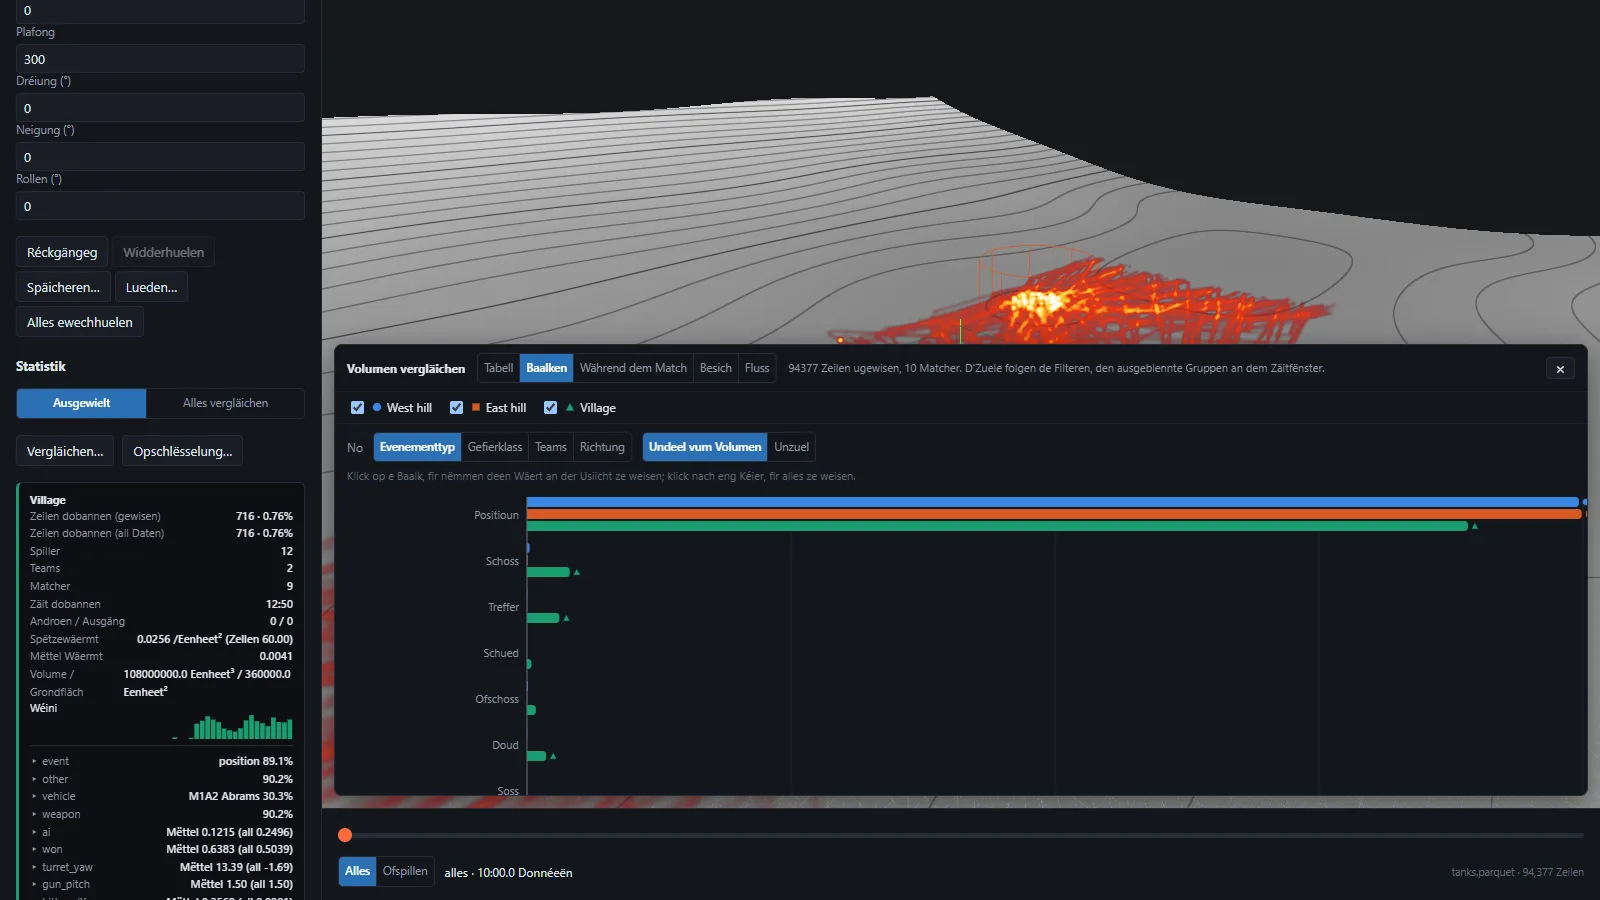 0
Plafong
300
Dréiung (°)
0
Neigung (°)
0
Rollen (°)
0
Réckgängeg Widderhuelen
Späicheren... Lueden...
Alles ewechhuelen
Statistik
Ausgewielt Alles vergläichen
Vergläichen... Opschlësselung...
Village
Zeilen dobannen (gewisen) 716 · 0.76%
Zeilen dobannen (all Daten) 716 · 0.76%
Spiller 12
Teams 2
Matcher 9
Zäit dobannen 12:50
Androen / Ausgäng 0 / 0
Spëtzewäermt 0.0256 /Eenheet² (Zellen 60.00)
Mëttel Wäermt 0.0041
Volume / Grondfläch 108000000.0 Eenheet³ / 360000.0 Eenheet²
Wéini
▸ event position 89.1%
▸ other 90.2%
▸ vehicle M1A2 Abrams 30.3%
▸ weapon 90.2%
▸ ai Mëttel 0.1215 (all 0.2496)
▸ won Mëttel 0.6383 (all 0.5039)
▸ turret_yaw Mëttel 13.39 (all -1.69)
▸ gun_pitch Mëttel 1.50 (all 1.50)
Volumen vergläichen Tabell Baalken Während dem Match Besich Fluss 94377 Zeilen ugewisen, 10 Matcher. D'Zuele folgen de Filteren, den ausgeblennte Gruppen an dem Zäitfënster. ×
West hill East hill Village
No Evenementtyp Gefierklass Teams Richtung Undeel vum Volumen Unzuel
Klick op e Baalk, fir nëmmen deen Wäert an der Usiicht ze weisen; klick nach eng Kéier, fir alles ze weisen.
Positioun
Schoss
Treffer
Schued
Ofschoss
Doud
Soss
Alles Ofspillen alles · 10:00.0 Donnéeën
tanks.parquet · 94,377 Zeilen